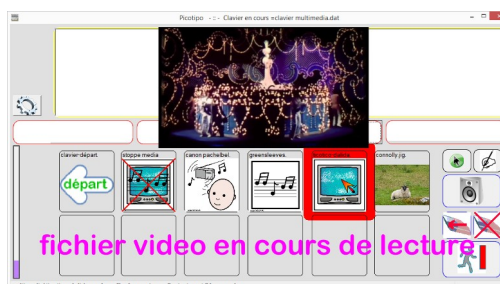 Picotipo - :: - Clavier en cours =clavier multimedia.dat
clavier-départ. stoppe media canon pachelbel. greensleeves. connolly.jig.
départ
fichier video en cours de lecture